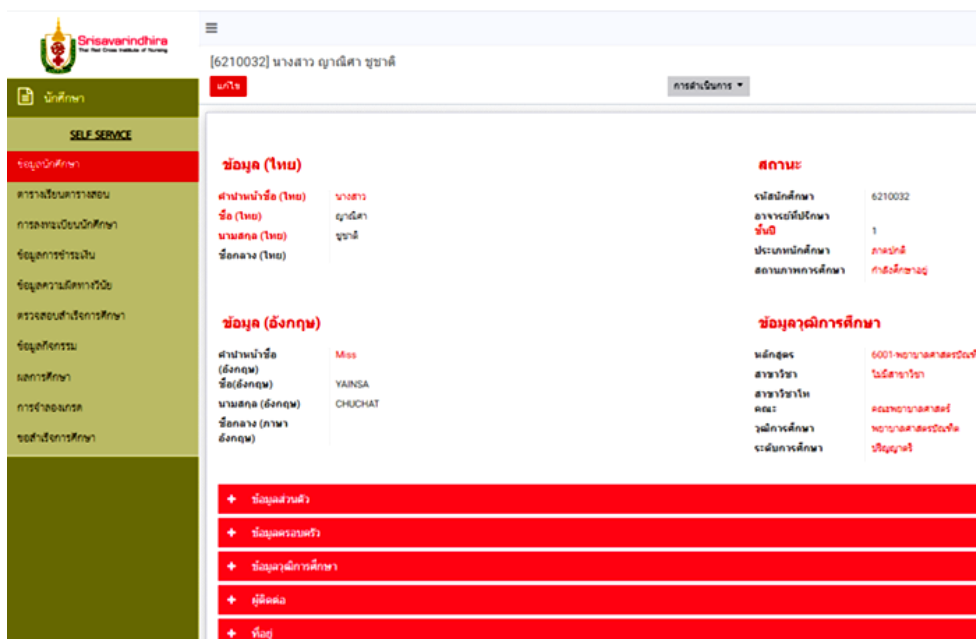 Srisavarindhira
Thai Red Cross Institute of Nursing
[6210032] นางสาว ญาณิศา ชูชาติ
แก้ไข
การดำเนินการ
นักศึกษา
SELF SERVICE
ข้อมูลนักศึกษา
ตารางเรียนตารางสอน
การลงทะเบียนนักศึกษา
ข้อมูลการชำระเงิน
ข้อมูลความผิดทางวินัย
ตรวจสอบสำเร็จการศึกษา
ข้อมูลกิจกรรม
ผลการศึกษา
การจำลองเกรด
ขอสำเร็จการศึกษา
ข้อมูล (ไทย)
คำนำหน้าชื่อ (ไทย) นางสาว
ชื่อ (ไทย) ญาณิศา
นามสกุล (ไทย) ชูชาติ
ชื่อกลาง (ไทย)
สถานะ
รหัสนักศึกษา 6210032
อาจารย์ที่ปรึกษา
ชั้นปี 1
ประเภทนักศึกษา ภาคปกติ
สถานภาพการศึกษา กำลังศึกษาอยู่
ข้อมูล (อังกฤษ)
คำนำหน้าชื่อ Miss
(อังกฤษ)
ชื่อ(อังกฤษ) YAINSA
นามสกุล (อังกฤษ) CHUCHAT
ชื่อกลาง (ภาษา
อังกฤษ)
ข้อมูลวุฒิการศึกษา
หลักสูตร 6001-พยาบาลศาสตรบัณฑิ
สาขาวิชา ไม่มีสาขาวิชา
สาขาวิชาโท
คณะ คณะพยาบาลศาสตร์
วุฒิการศึกษา พยาบาลศาสตรบัณฑิต
ระดับการศึกษา ปริญญาตรี
+ ข้อมูลส่วนตัว
+ ข้อมูลครอบครัว
+ ข้อมูลวุฒิการศึกษา
+ ผู้ติดต่อ
+ ที่อยู่